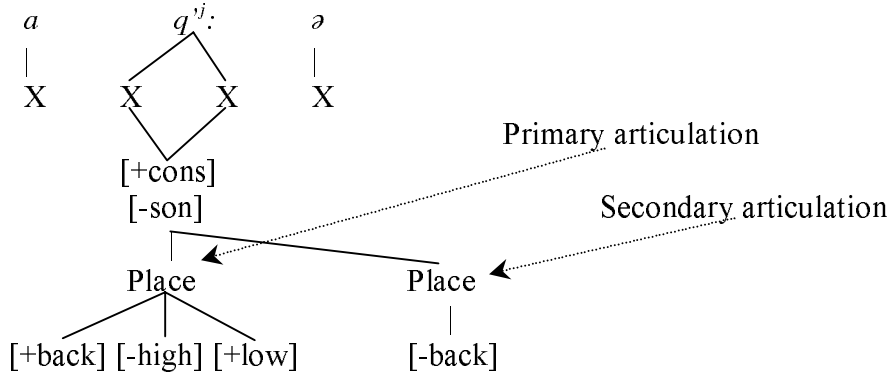 a q’ʲ: ə
X X X X
Primary articulation
[+cons]
[-son]
Secondary articulation
Place Place
[+back] [-high] [+low] [-back]